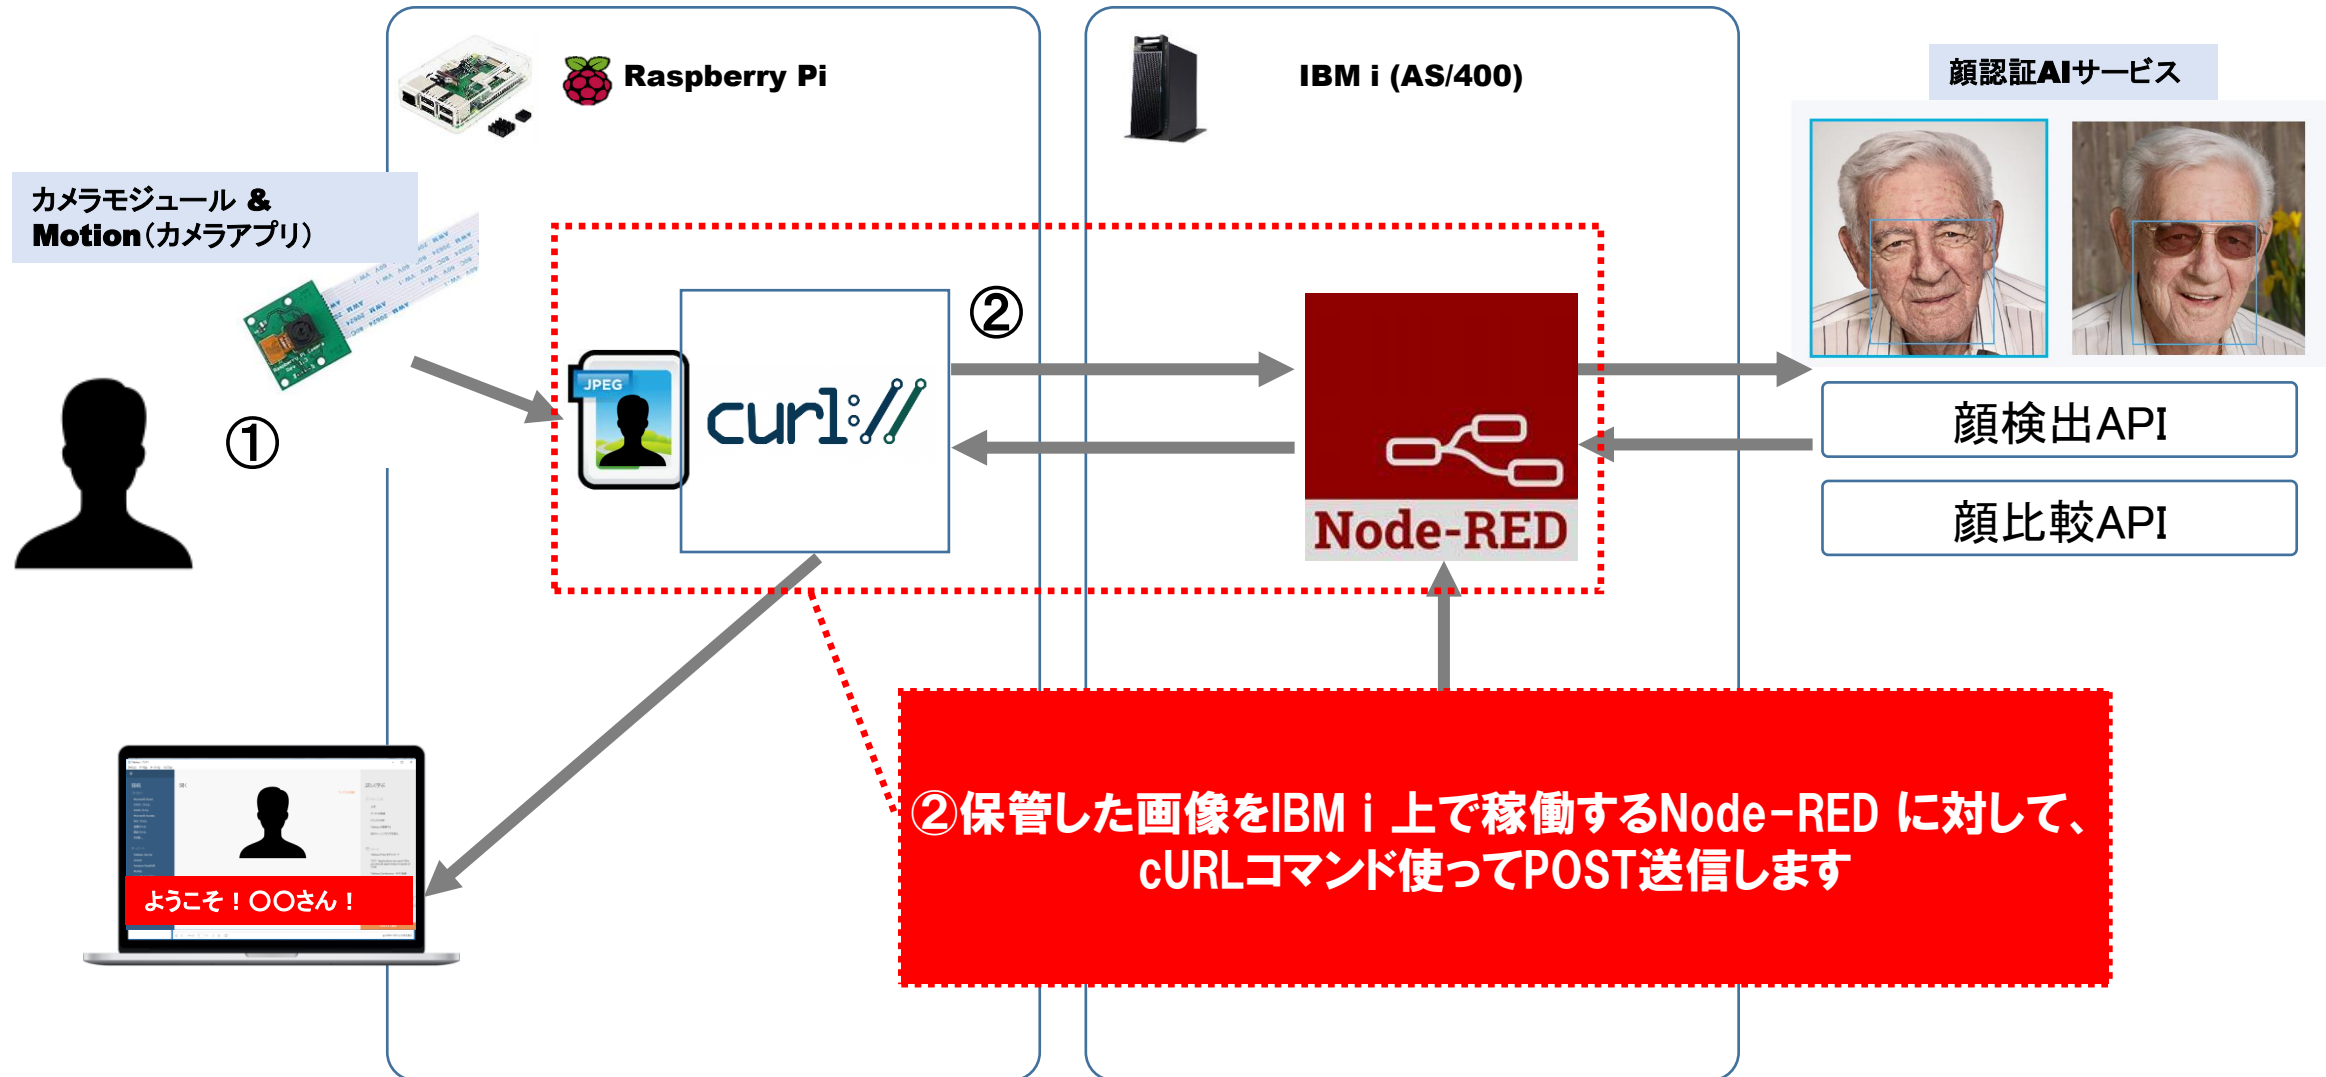 Raspberry Pi
IBM i (AS/400)
顔認証AIサービス
カメラモジュール &
Motion(カメラアプリ)
①
②
JPEG
curl://
Node-RED
顔検出API
顔比較API
②保管した画像をIBM i 上で稼働するNode-RED に対して、
cURLコマンド使ってPOST送信します
ようこそ！〇〇さん！